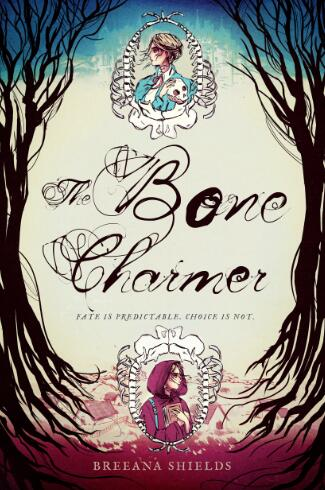 The Bone
Charmer
FATE IS PREDICTABLE. CHOICE IS NOT.
BREEANA SHIELDS